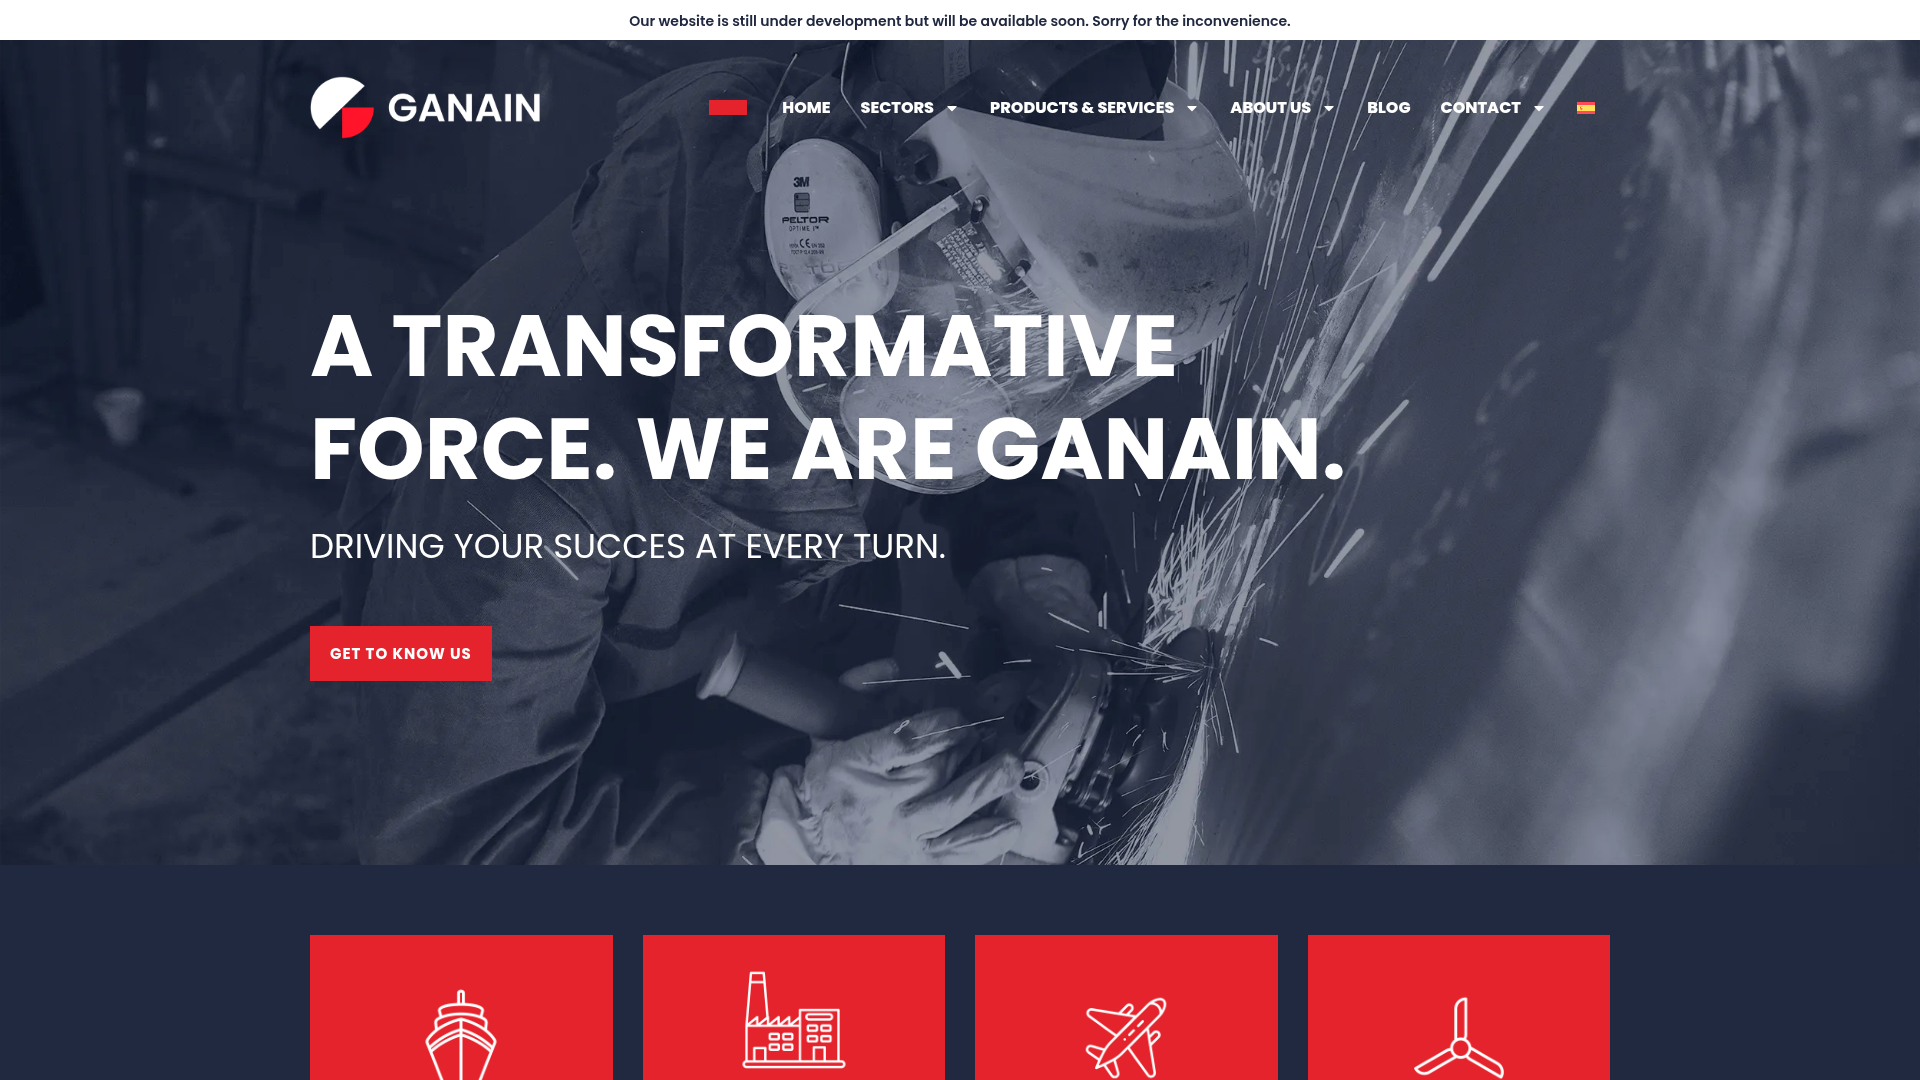 Our website is still under development but will be available soon. Sorry for the inconvenience.
GANAIN
HOME SECTORS PRODUCTS & SERVICES ABOUT US BLOG CONTACT
3M
PELTOR
OPTIME I™
A TRANSFORMATIVE
FORCE. WE ARE GANAIN.
DRIVING YOUR SUCCES AT EVERY TURN.
GET TO KNOW US